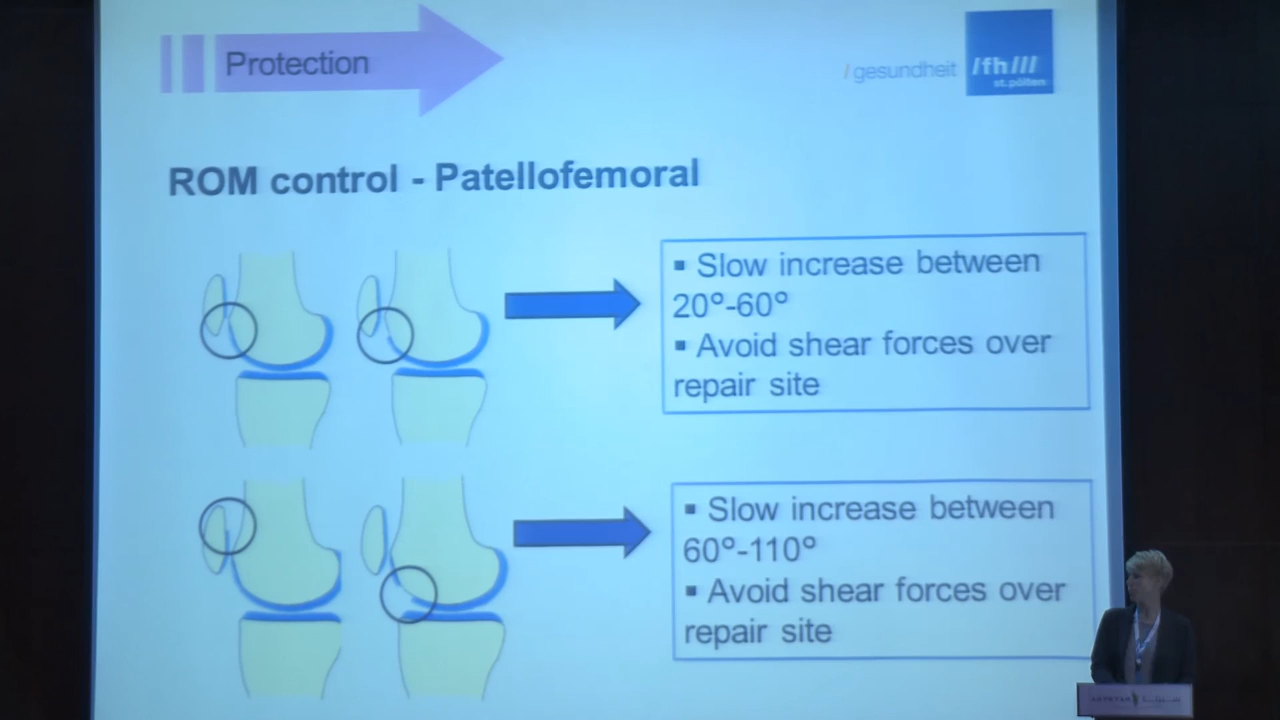 Protection
/gesundheit
/fh///
st.pölten
ROM control - Patellofemoral
▪ Slow increase between
20°-60°
▪ Avoid shear forces over
repair site
▪ Slow increase between
60°-110°
▪ Avoid shear forces over
repair site